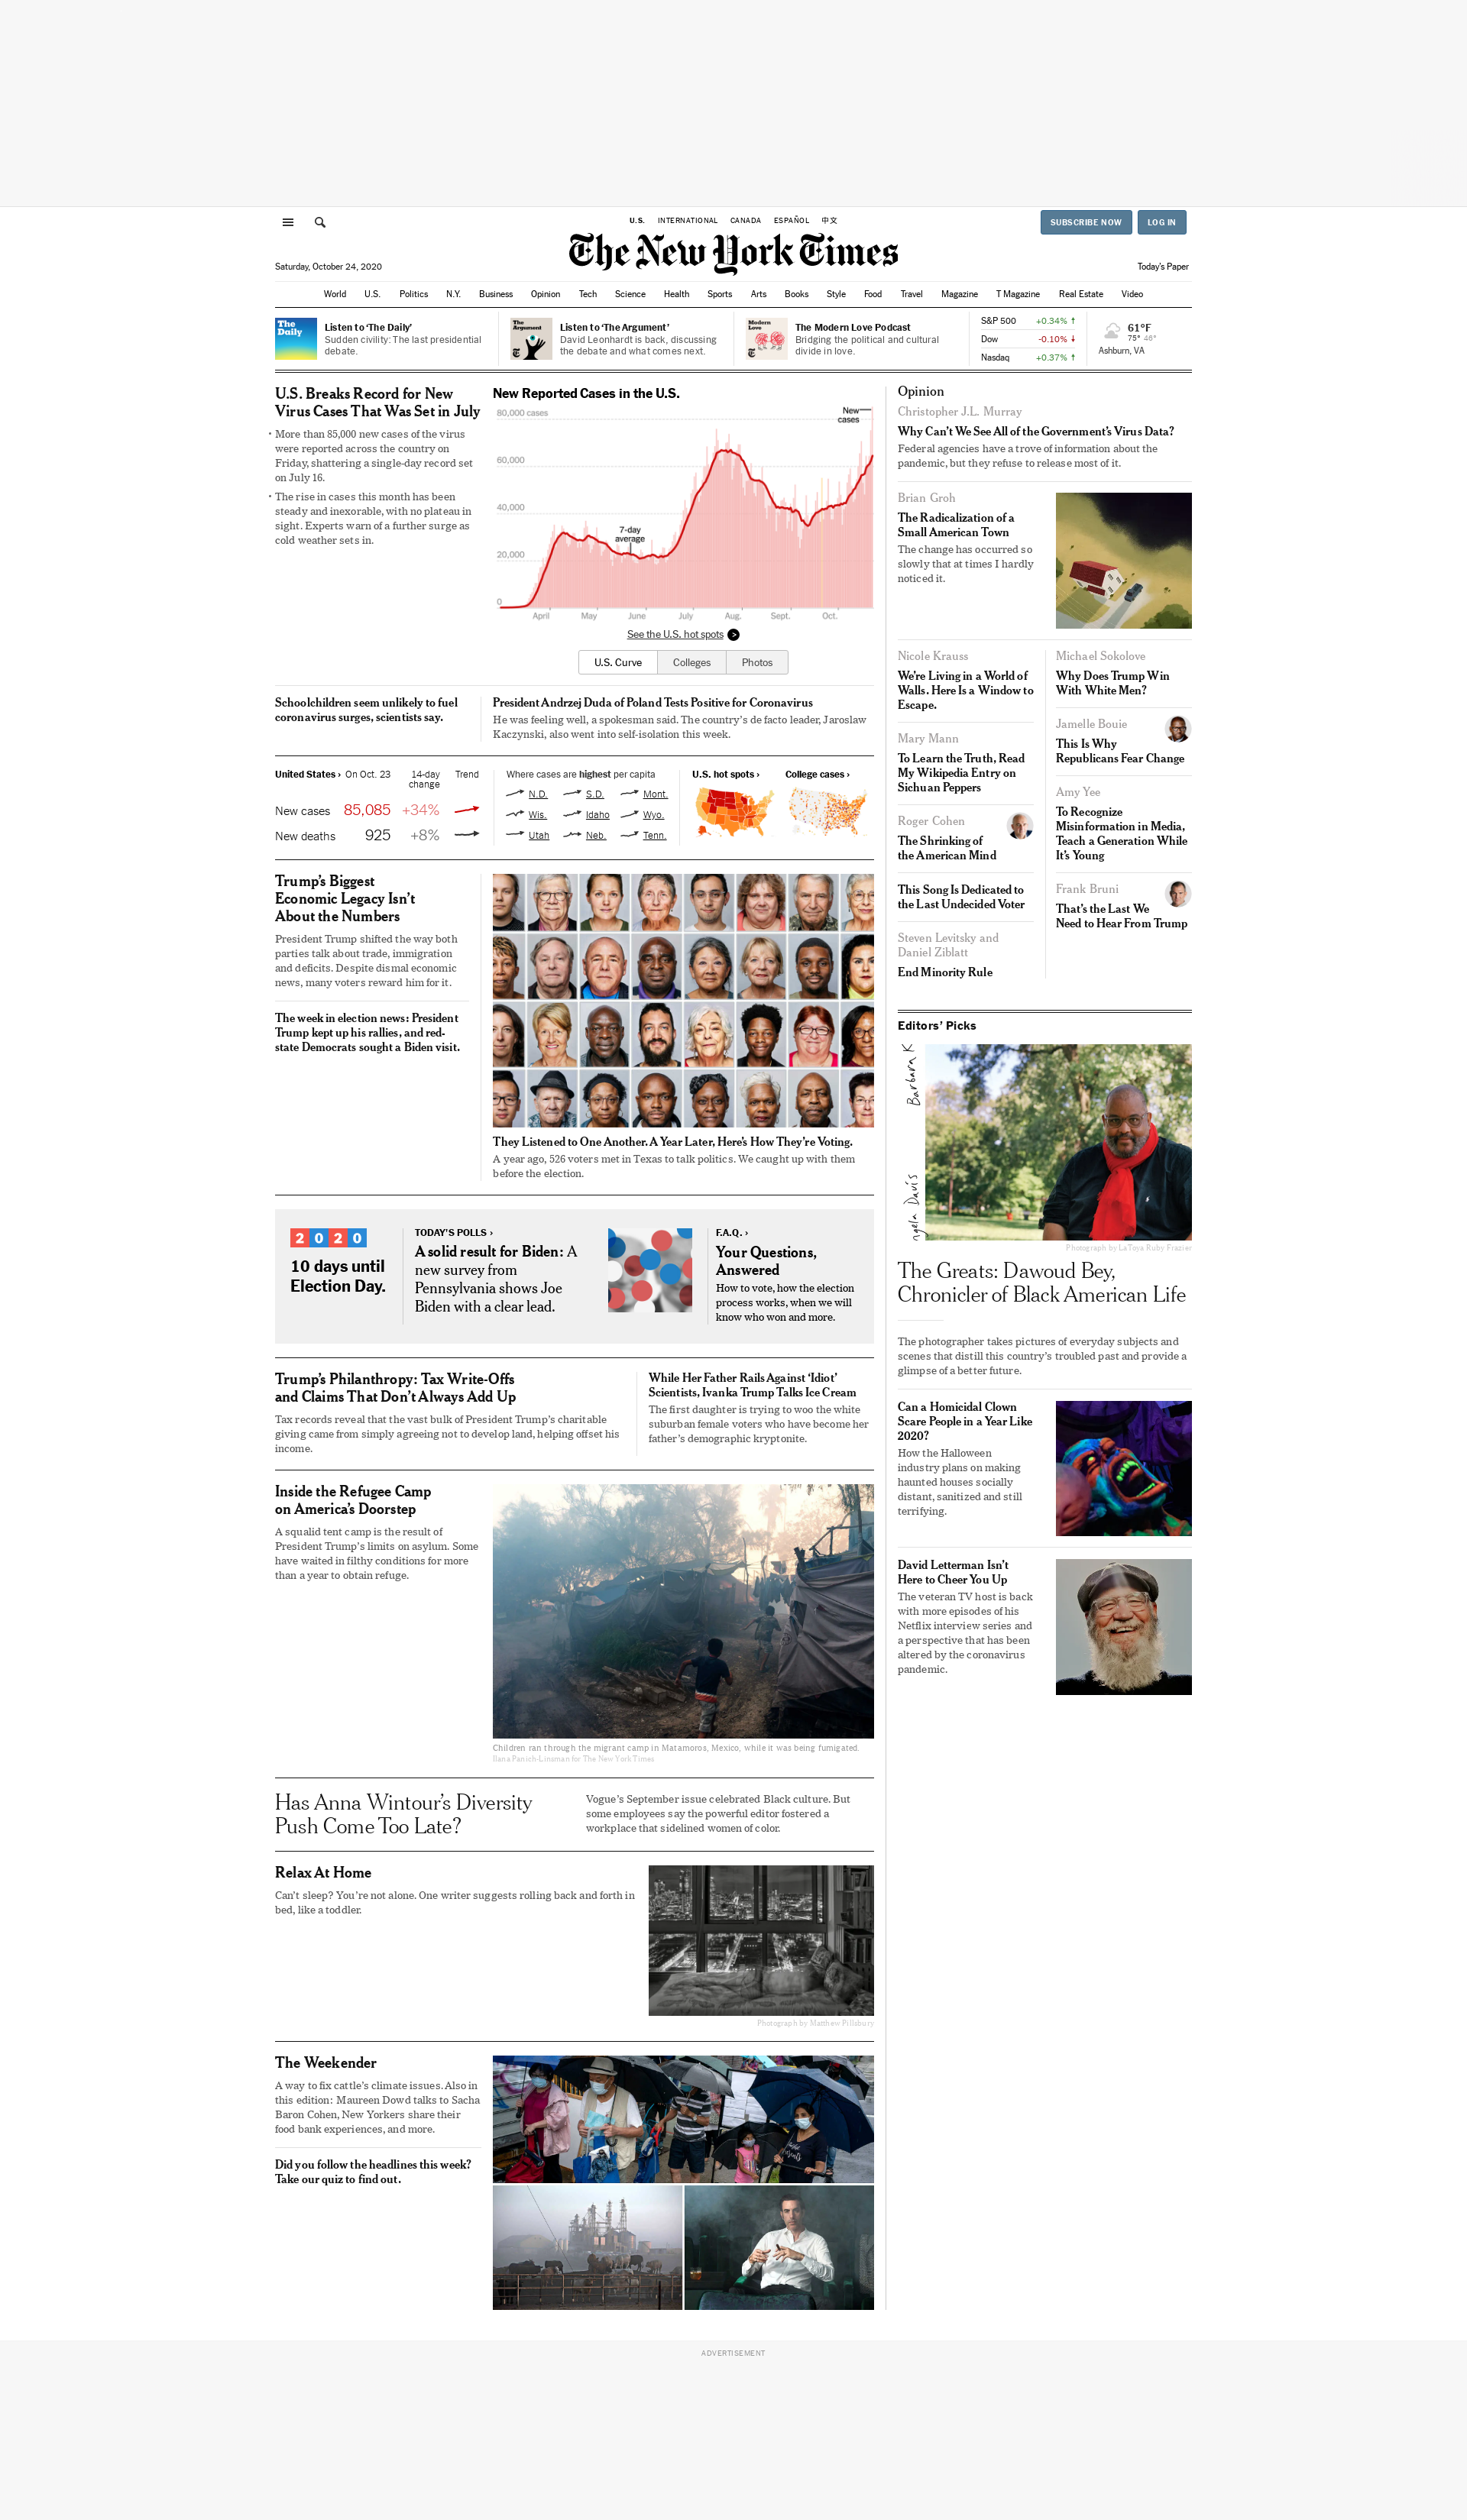 U.S. INTERNATIONAL CANADA ESPAÑOL 中文
SUBSCRIBE NOW LOG IN
The New York Times
Saturday, October 24, 2020
Today's Paper
World U.S. Politics N.Y. Business Opinion Tech Science Health Sports Arts Books Style Food Travel Magazine T Magazine Real Estate Video
The Daily
Listen to ‘The Daily’
Sudden civility: The last presidential
debate.
The Argument
Listen to ‘The Argument’
David Leonhardt is back, discussing
the debate and what comes next.
Modern Love
The Modern Love Podcast
Bridging the political and cultural
divide in love.
S&P 500 +0.34%
Dow -0.10%
Nasdaq +0.37%
61°F
75° 46°
Ashburn, VA
U.S. Breaks Record for New
Virus Cases That Was Set in July
• More than 85,000 new cases of the virus
were reported across the country on
Friday, shattering a single-day record set
on July 16.
• The rise in cases this month has been
steady and inexorable, with no plateau in
sight. Experts warn of a further surge as
cold weather sets in.
New Reported Cases in the U.S.
80,000 cases
New
cases
60,000
40,000
7-day
average
20,000
0
April May June July Aug. Sept. Oct.
See the U.S. hot spots >
U.S. Curve Colleges Photos
Schoolchildren seem unlikely to fuel
coronavirus surges, scientists say.
President Andrzej Duda of Poland Tests Positive for Coronavirus
He was feeling well, a spokesman said. The country’s de facto leader, Jaroslaw
Kaczynski, also went into self-isolation this week.
United States › On Oct. 23 14-day
change Trend
New cases 85,085 +34%
New deaths 925 +8%
Where cases are highest per capita
N.D. S.D. Mont.
Wis. Idaho Wyo.
Utah Neb. Tenn.
U.S. hot spots › College cases ›
Trump’s Biggest
Economic Legacy Isn’t
About the Numbers
President Trump shifted the way both
parties talk about trade, immigration
and deficits. Despite dismal economic
news, many voters reward him for it.
The week in election news: President
Trump kept up his rallies, and red-
state Democrats sought a Biden visit.
They Listened to One Another. A Year Later, Here’s How They’re Voting.
A year ago, 526 voters met in Texas to talk politics. We caught up with them
before the election.
2020
10 days until
Election Day.
TODAY’S POLLS ›
A solid result for Biden: A
new survey from
Pennsylvania shows Joe
Biden with a clear lead.
F.A.Q. ›
Your Questions,
Answered
How to vote, how the election
process works, when we will
know who won and more.
Trump’s Philanthropy: Tax Write-Offs
and Claims That Don’t Always Add Up
Tax records reveal that the vast bulk of President Trump’s charitable
giving came from simply agreeing not to develop land, helping offset his
income.
While Her Father Rails Against ‘Idiot’
Scientists, Ivanka Trump Talks Ice Cream
The first daughter is trying to woo the white
suburban female voters who have become her
father’s demographic kryptonite.
Inside the Refugee Camp
on America’s Doorstep
A squalid tent camp is the result of
President Trump’s limits on asylum. Some
have waited in filthy conditions for more
than a year to obtain refuge.
Children ran through the migrant camp in Matamoros, Mexico, while it was being fumigated.
Ilana Panich-Linsman for The New York Times
Has Anna Wintour’s Diversity
Push Come Too Late?
Vogue’s September issue celebrated Black culture. But
some employees say the powerful editor fostered a
workplace that sidelined women of color.
Relax At Home
Can’t sleep? You’re not alone. One writer suggests rolling back and forth in
bed, like a toddler.
Photograph by Matthew Pillsbury
The Weekender
A way to fix cattle’s climate issues. Also in
this edition: Maureen Dowd talks to Sacha
Baron Cohen, New Yorkers share their
food bank experiences, and more.
Did you follow the headlines this week?
Take our quiz to find out.
Opinion
Christopher J.L. Murray
Why Can’t We See All of the Government’s Virus Data?
Federal agencies have a trove of information about the
pandemic, but they refuse to release most of it.
Brian Groh
The Radicalization of a
Small American Town
The change has occurred so
slowly that at times I hardly
noticed it.
Nicole Krauss
We’re Living in a World of
Walls. Here Is a Window to
Escape.
Mary Mann
To Learn the Truth, Read
My Wikipedia Entry on
Sichuan Peppers
Roger Cohen
The Shrinking of
the American Mind
This Song Is Dedicated to
the Last Undecided Voter
Steven Levitsky and
Daniel Ziblatt
End Minority Rule
Michael Sokolove
Why Does Trump Win
With White Men?
Jamelle Bouie
This Is Why
Republicans Fear Change
Amy Yee
To Recognize
Misinformation in Media,
Teach a Generation While
It’s Young
Frank Bruni
That’s the Last We
Need to Hear From Trump
Editors’ Picks
Barbara K
ngela Davis
Photograph by LaToya Ruby Frazier
The Greats: Dawoud Bey,
Chronicler of Black American Life
The photographer takes pictures of everyday subjects and
scenes that distill this country’s troubled past and provide a
glimpse of a better future.
Can a Homicidal Clown
Scare People in a Year Like
2020?
How the Halloween
industry plans on making
haunted houses socially
distant, sanitized and still
terrifying.
David Letterman Isn’t
Here to Cheer You Up
The veteran TV host is back
with more episodes of his
Netflix interview series and
a perspective that has been
altered by the coronavirus
pandemic.
ADVERTISEMENT